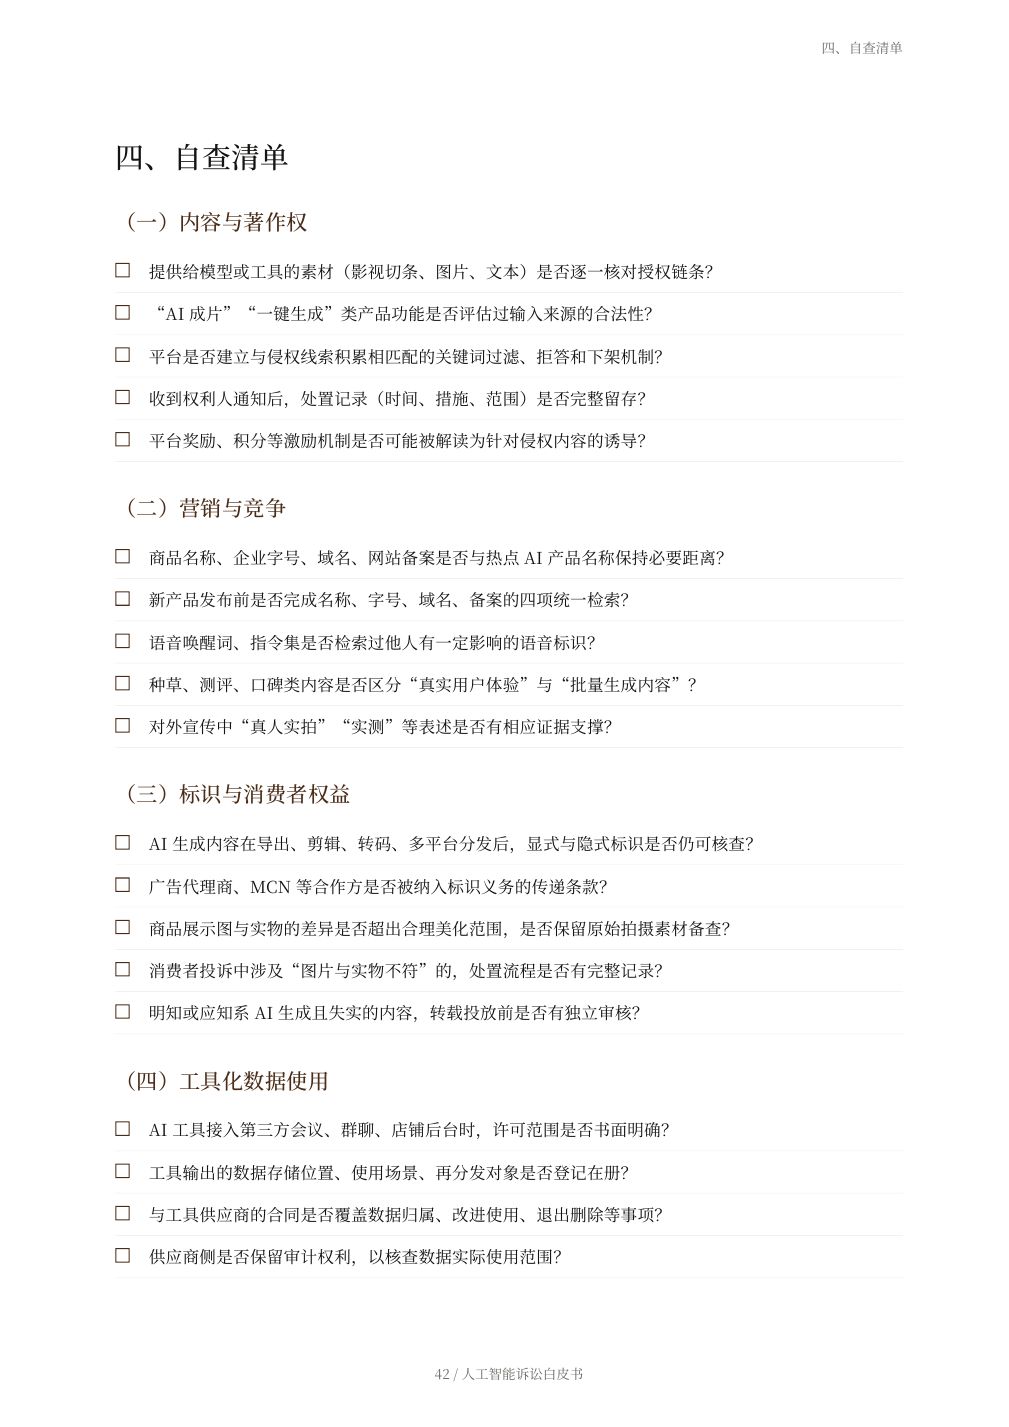 四、自查清单
四、自查清单
（一）内容与著作权
□ 提供给模型或工具的素材（影视切条、图片、文本）是否逐一核对授权链条？
□ “AI 成片”“一键生成”类产品功能是否评估过输入来源的合法性？
□ 平台是否建立与侵权线索积累相匹配的关键词过滤、拒答和下架机制？
□ 收到权利人通知后，处置记录（时间、措施、范围）是否完整留存？
□ 平台奖励、积分等激励机制是否可能被解读为针对侵权内容的诱导？
（二）营销与竞争
□ 商品名称、企业字号、域名、网站备案是否与热点 AI 产品名称保持必要距离？
□ 新产品发布前是否完成名称、字号、域名、备案的四项统一检索？
□ 语音唤醒词、指令集是否检索过他人有一定影响的语音标识？
□ 种草、测评、口碑类内容是否区分“真实用户体验”与“批量生成内容”？
□ 对外宣传中“真人实拍”“实测”等表述是否有相应证据支撑？
（三）标识与消费者权益
□ AI 生成内容在导出、剪辑、转码、多平台分发后，显式与隐式标识是否仍可核查？
□ 广告代理商、MCN 等合作方是否被纳入标识义务的传递条款？
□ 商品展示图与实物的差异是否超出合理美化范围，是否保留原始拍摄素材备查？
□ 消费者投诉中涉及“图片与实物不符”的，处置流程是否有完整记录？
□ 明知或应知系 AI 生成且失实的内容，转载投放前是否有独立审核？
（四）工具化数据使用
□ AI 工具接入第三方会议、群聊、店铺后台时，许可范围是否书面明确？
□ 工具输出的数据存储位置、使用场景、再分发对象是否登记在册？
□ 与工具供应商的合同是否覆盖数据归属、改进使用、退出删除等事项？
□ 供应商侧是否保留审计权利，以核查数据实际使用范围？
42 / 人工智能诉讼白皮书